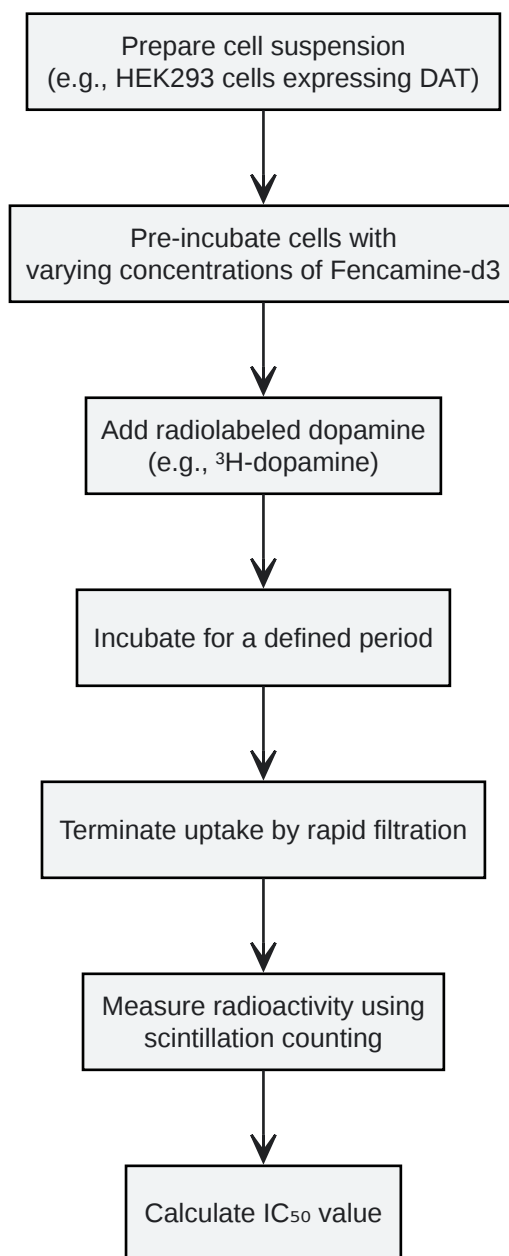 Prepare cell suspension
(e.g., HEK293 cells expressing DAT)
Pre-incubate cells with
varying concentrations of Fencamine-d3
Add radiolabeled dopamine
(e.g., ³H-dopamine)
Incubate for a defined period
Terminate uptake by rapid filtration
Measure radioactivity using
scintillation counting
Calculate IC₅₀ value